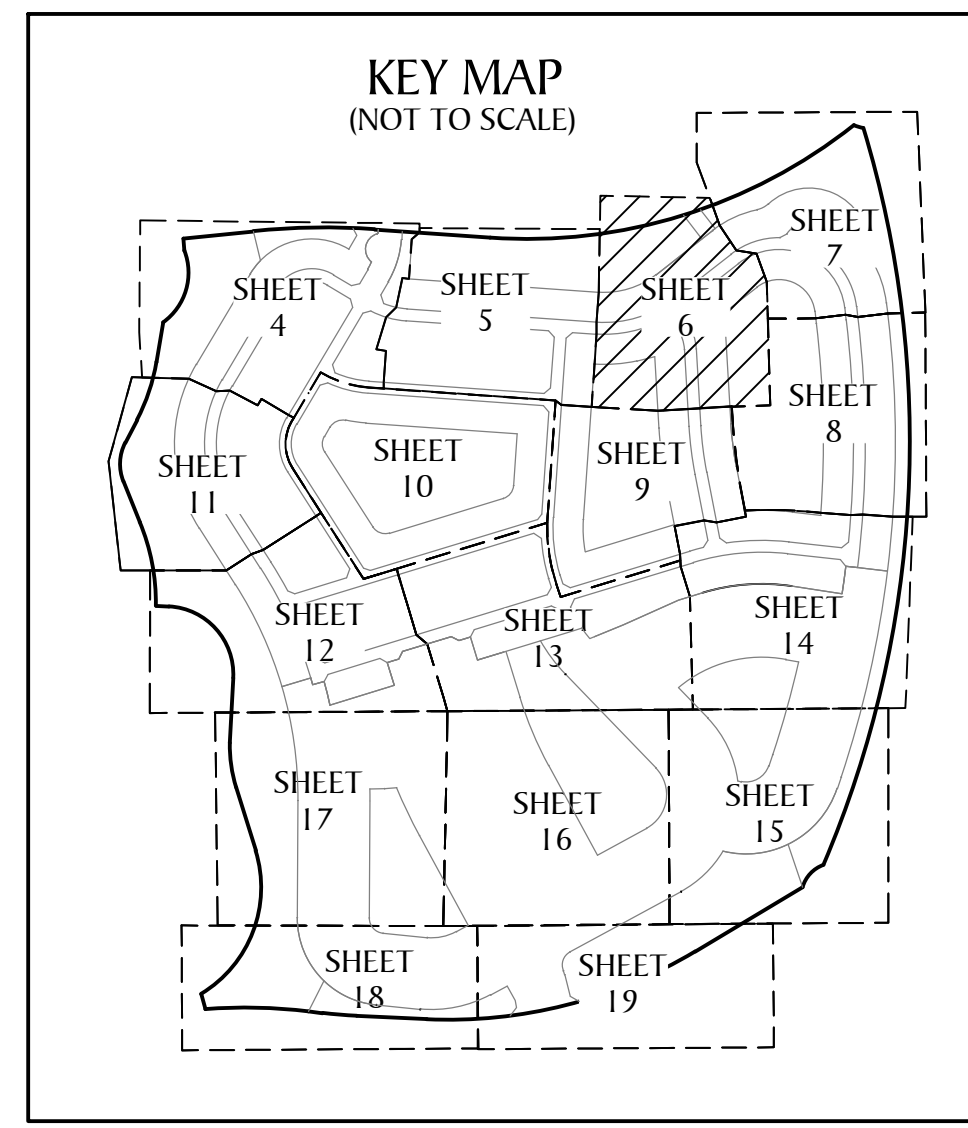 KEY MAP
(NOT TO SCALE)
SHEET
7
SHEET
4
SHEET
5
SHEET
6
SHEET
8
SHEET
10
SHEET
9
SHEET
11
SHEET
12
SHEET
13
SHEET
14
SHEET
17
SHEET
16
SHEET
15
SHEET
18
SHEET
19